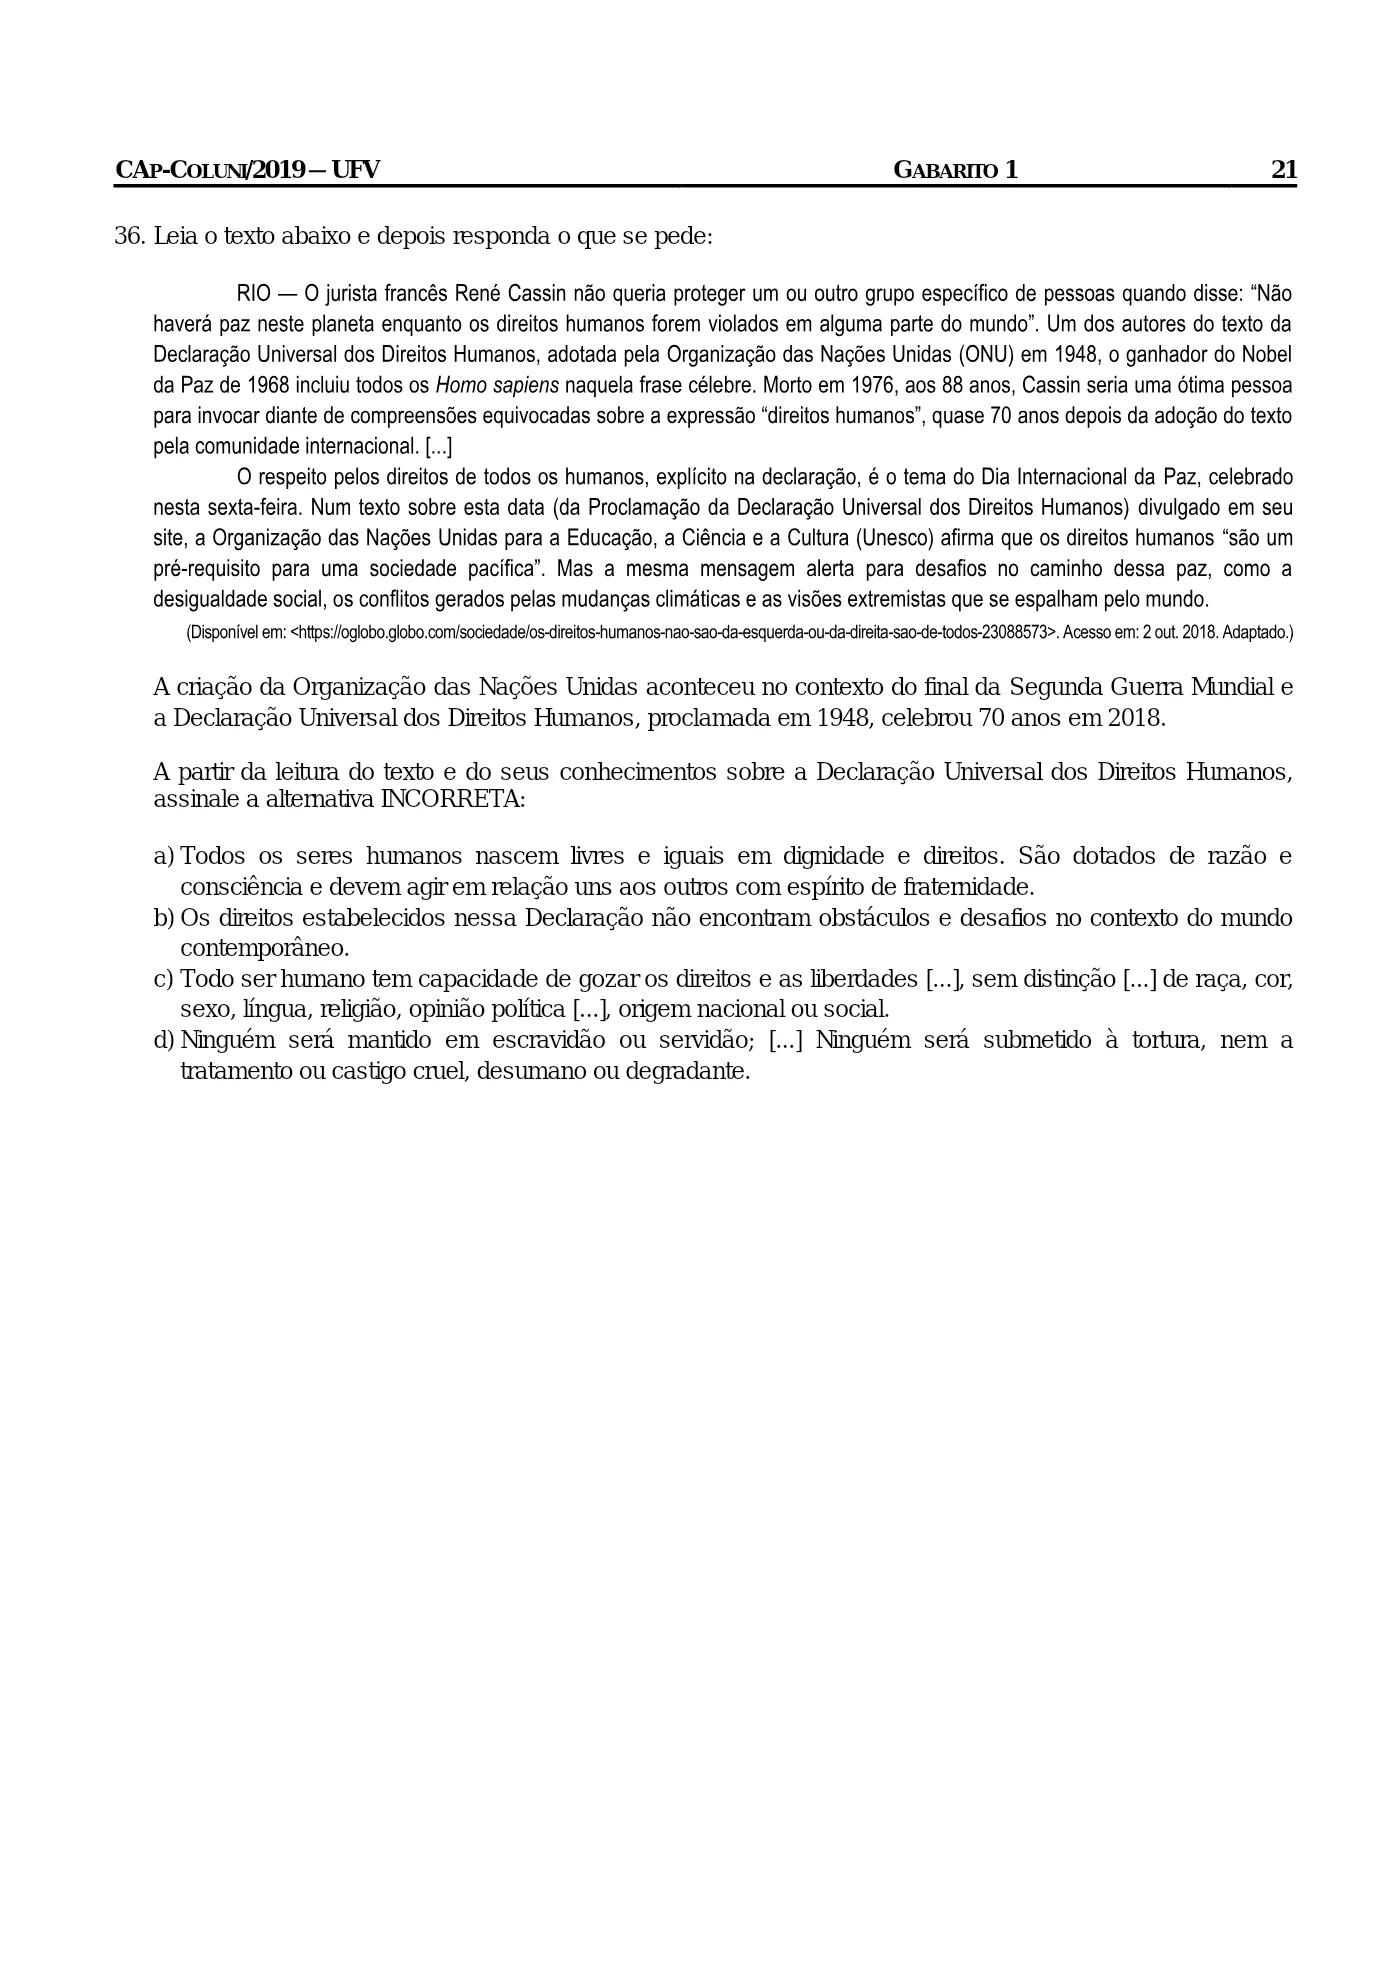 CAP-COLUNI/2019 — UFV GABARITO 1 21
36. Leia o texto abaixo e depois responda o que se pede:
RIO — O jurista francês René Cassin não queria proteger um ou outro grupo específico de pessoas quando disse: “Não
haverá paz neste planeta enquanto os direitos humanos forem violados em alguma parte do mundo”. Um dos autores do texto da
Declaração Universal dos Direitos Humanos, adotada pela Organização das Nações Unidas (ONU) em 1948, o ganhador do Nobel
da Paz de 1968 incluiu todos os Homo sapiens naquela frase célebre. Morto em 1976, aos 88 anos, Cassin seria uma ótima pessoa
para invocar diante de compreensões equivocadas sobre a expressão “direitos humanos”, quase 70 anos depois da adoção do texto
pela comunidade internacional. [...]
O respeito pelos direitos de todos os humanos, explícito na declaração, é o tema do Dia Internacional da Paz, celebrado
nesta sexta-feira. Num texto sobre esta data (da Proclamação da Declaração Universal dos Direitos Humanos) divulgado em seu
site, a Organização das Nações Unidas para a Educação, a Ciência e a Cultura (Unesco) afirma que os direitos humanos “são um
pré-requisito para uma sociedade pacífica”. Mas a mesma mensagem alerta para desafios no caminho dessa paz, como a
desigualdade social, os conflitos gerados pelas mudanças climáticas e as visões extremistas que se espalham pelo mundo.
(Disponível em: <https://oglobo.globo.com/sociedade/os-direitos-humanos-nao-sao-da-esquerda-ou-da-direita-sao-de-todos-23088573>. Acesso em: 2 out. 2018. Adaptado.)
A criação da Organização das Nações Unidas aconteceu no contexto do final da Segunda Guerra Mundial e
a Declaração Universal dos Direitos Humanos, proclamada em 1948, celebrou 70 anos em 2018.
A partir da leitura do texto e do seus conhecimentos sobre a Declaração Universal dos Direitos Humanos,
assinale a alternativa INCORRETA:
a) Todos os seres humanos nascem livres e iguais em dignidade e direitos. São dotados de razão e
consciência e devem agir em relação uns aos outros com espírito de fraternidade.
b) Os direitos estabelecidos nessa Declaração não encontram obstáculos e desafios no contexto do mundo
contemporâneo.
c) Todo ser humano tem capacidade de gozar os direitos e as liberdades [...], sem distinção [...] de raça, cor,
sexo, língua, religião, opinião política [...], origem nacional ou social.
d) Ninguém será mantido em escravidão ou servidão; [...] Ninguém será submetido à tortura, nem a
tratamento ou castigo cruel, desumano ou degradante.